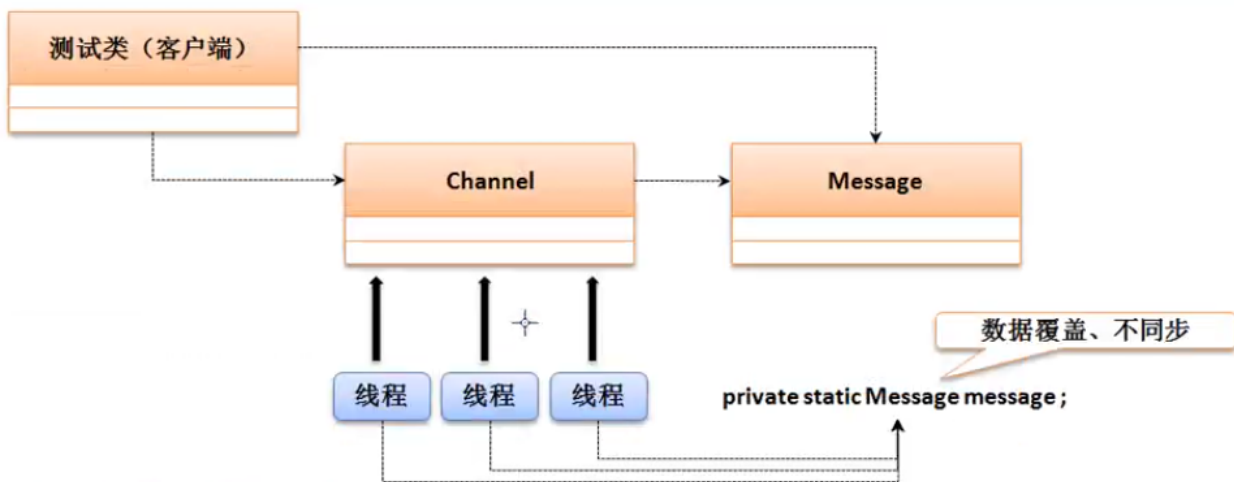 测试类（客户端）
Channel
Message
数据覆盖、不同步
线程
线程
线程
private static Message message ;